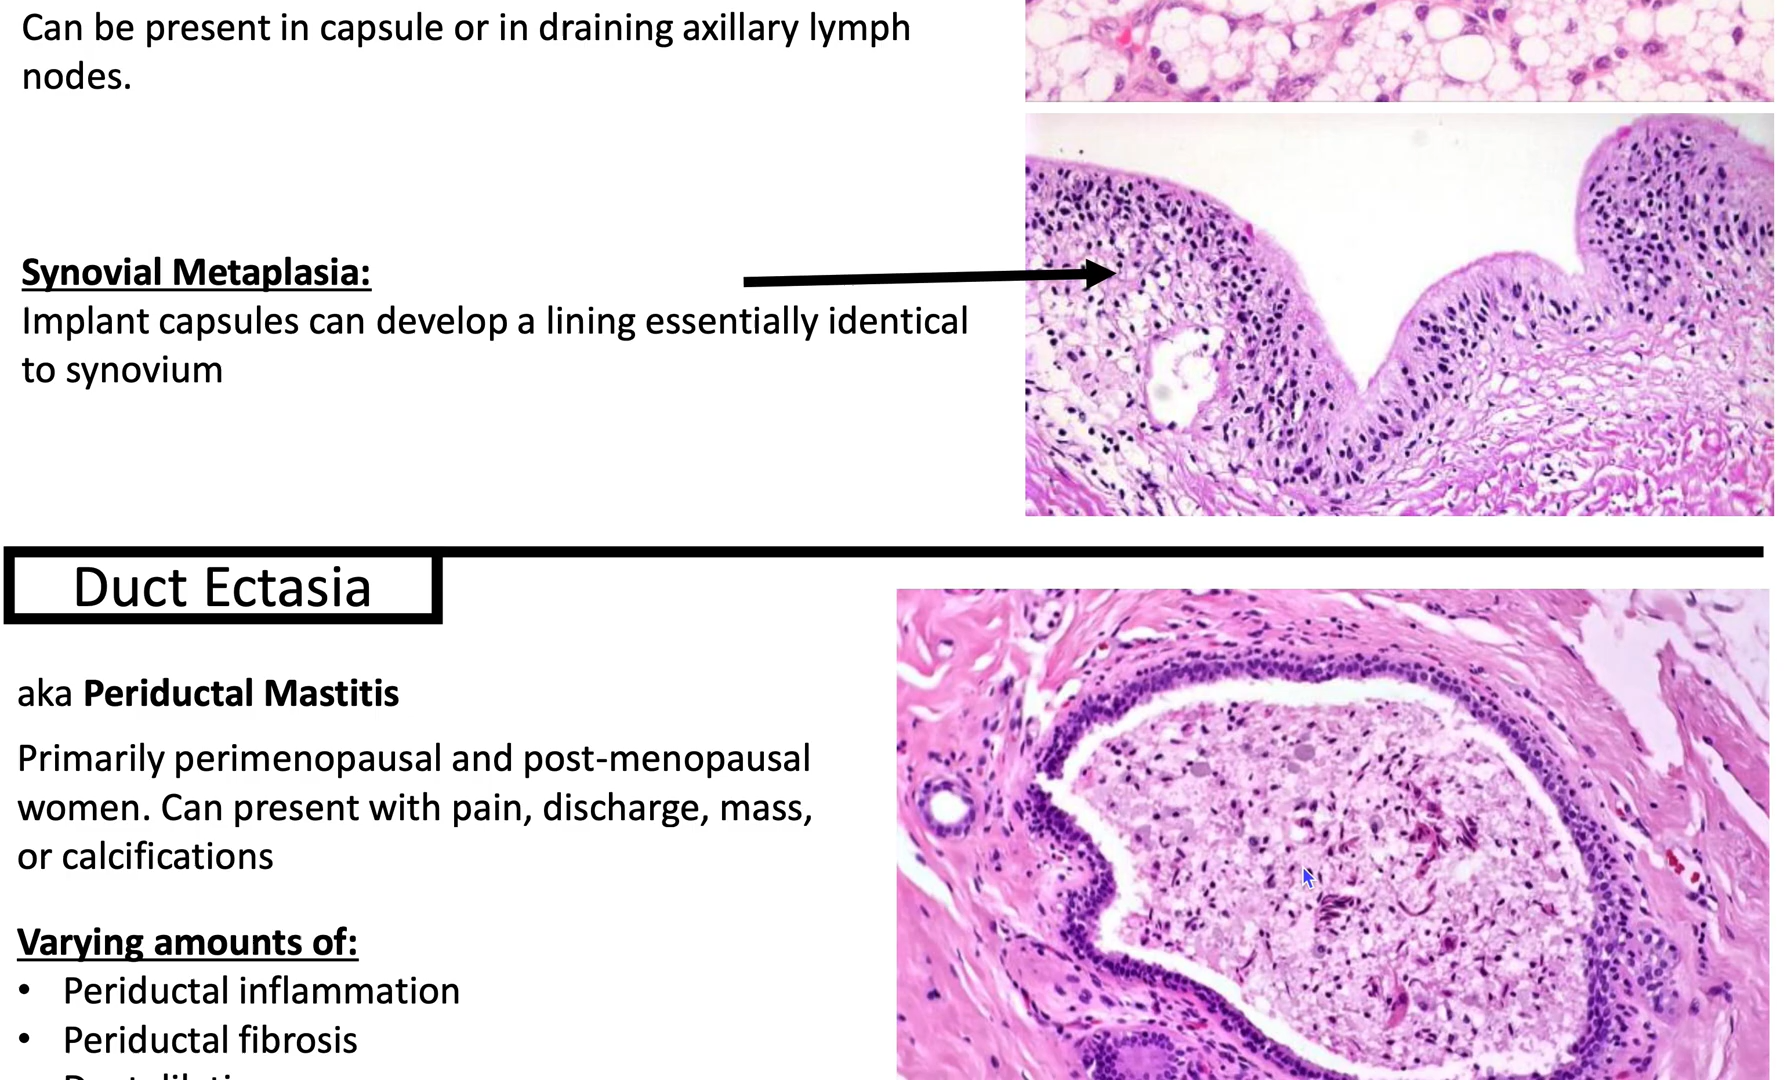 Can be present in capsule or in draining axillary lymph
nodes.
Synovial Metaplasia:
Implant capsules can develop a lining essentially identical
to synovium
Duct Ectasia
aka Periductal Mastitis
Primarily perimenopausal and post-menopausal
women. Can present with pain, discharge, mass,
or calcifications
Varying amounts of:
• Periductal inflammation
• Periductal fibrosis